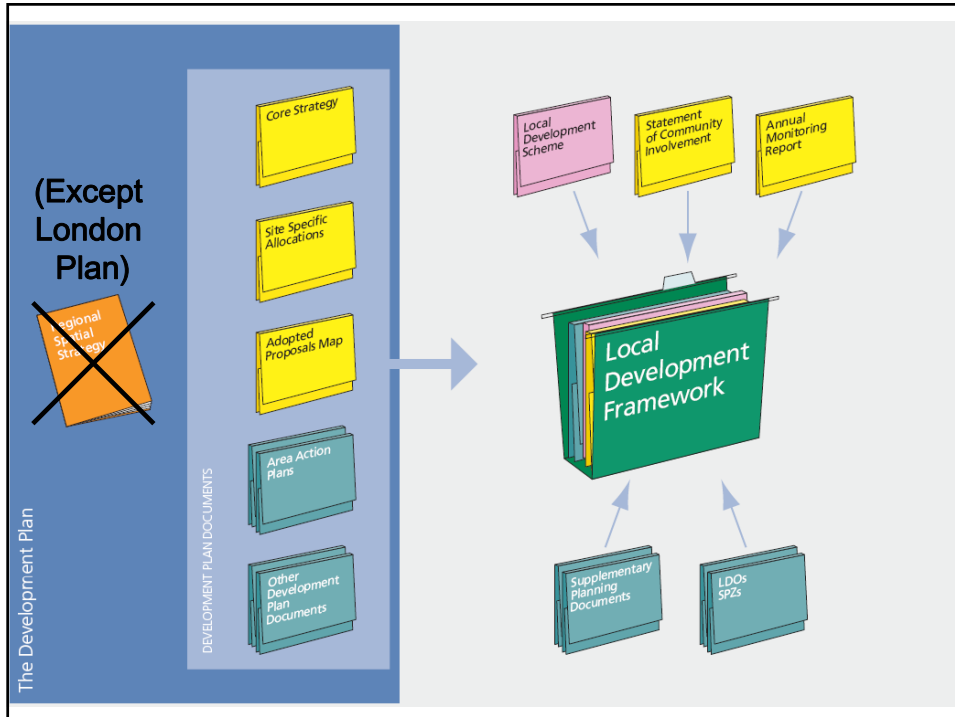 (Except
London
Plan)
Regional
Spatial
Strategy
The Development Plan
DEVELOPMENT PLAN DOCUMENTS
Core Strategy
Site Specific
Allocations
Adopted
Proposals Map
Area Action
Plans
Other
Development
Plan
Documents
Local
Development
Scheme
Statement
of Community
Involvement
Annual
Monitoring
Report
Local
Development
Framework
Supplementary
Planning
Documents
LDOs
SPZs